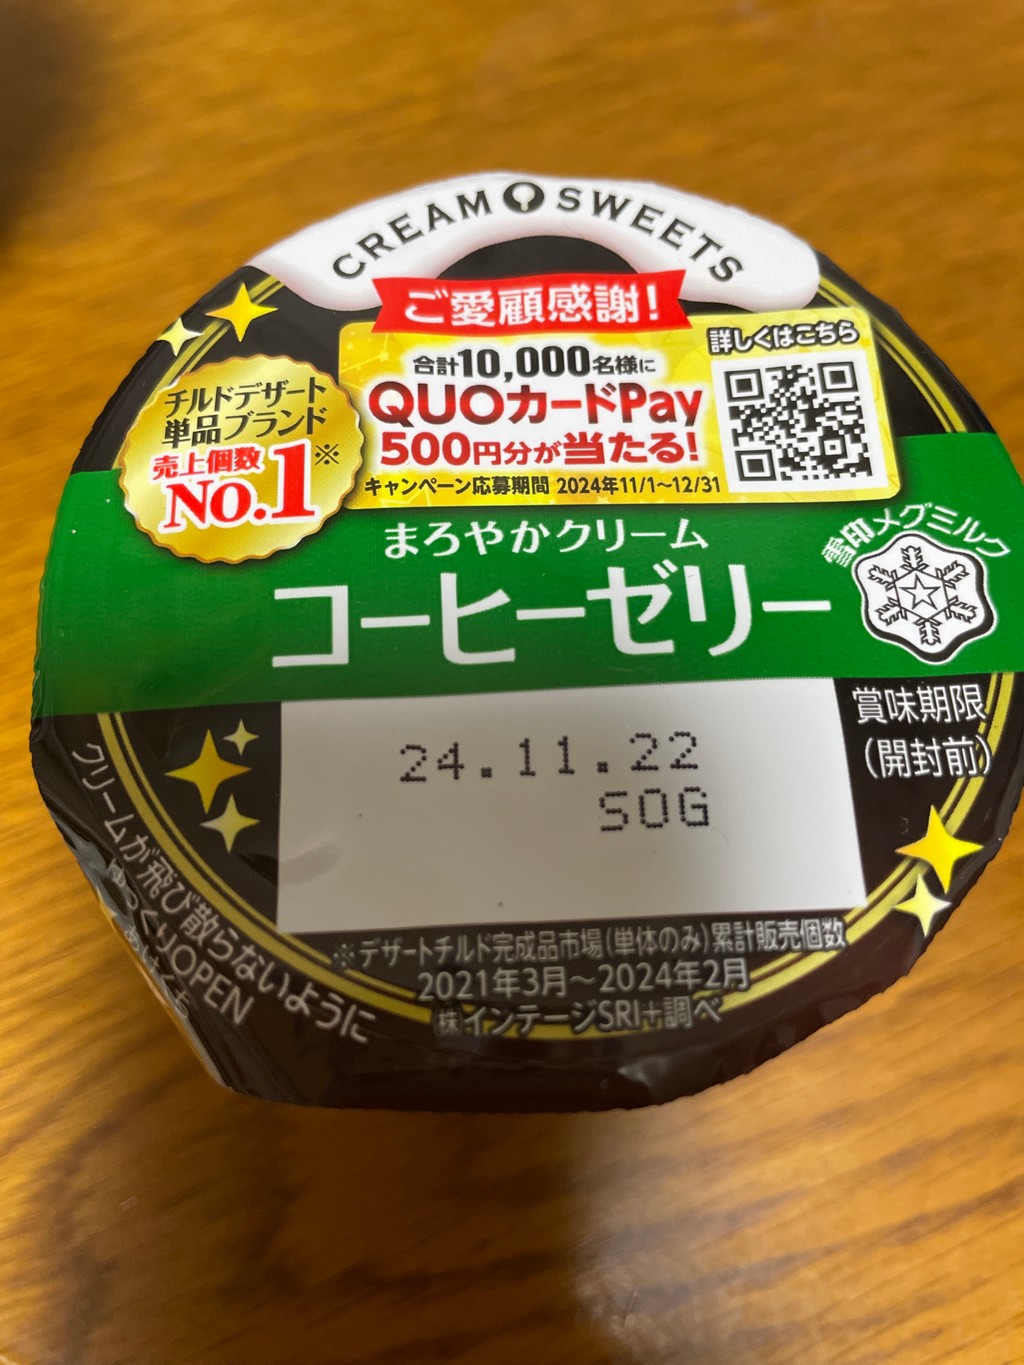 CREAM SWEETS
ご愛顧感謝!
合計10,000名様に
QUOカードPay
500円分が当たる!
キャンペーン応募期間 2024年11/1~12/31
詳しくはこちら
チルドデザート
単品ブランド
売上個数
No.1※
まろやかクリーム
コーヒーゼリー
雪印メグミルク
賞味期限
(開封前)
24.11.22
SOG
クリームが飛び散らないように
ゆっくりOPEN
※デザートチルド完成品市場(単体のみ)累計販売個数
2021年3月~2024年2月
(株)インテージSRI+調べ